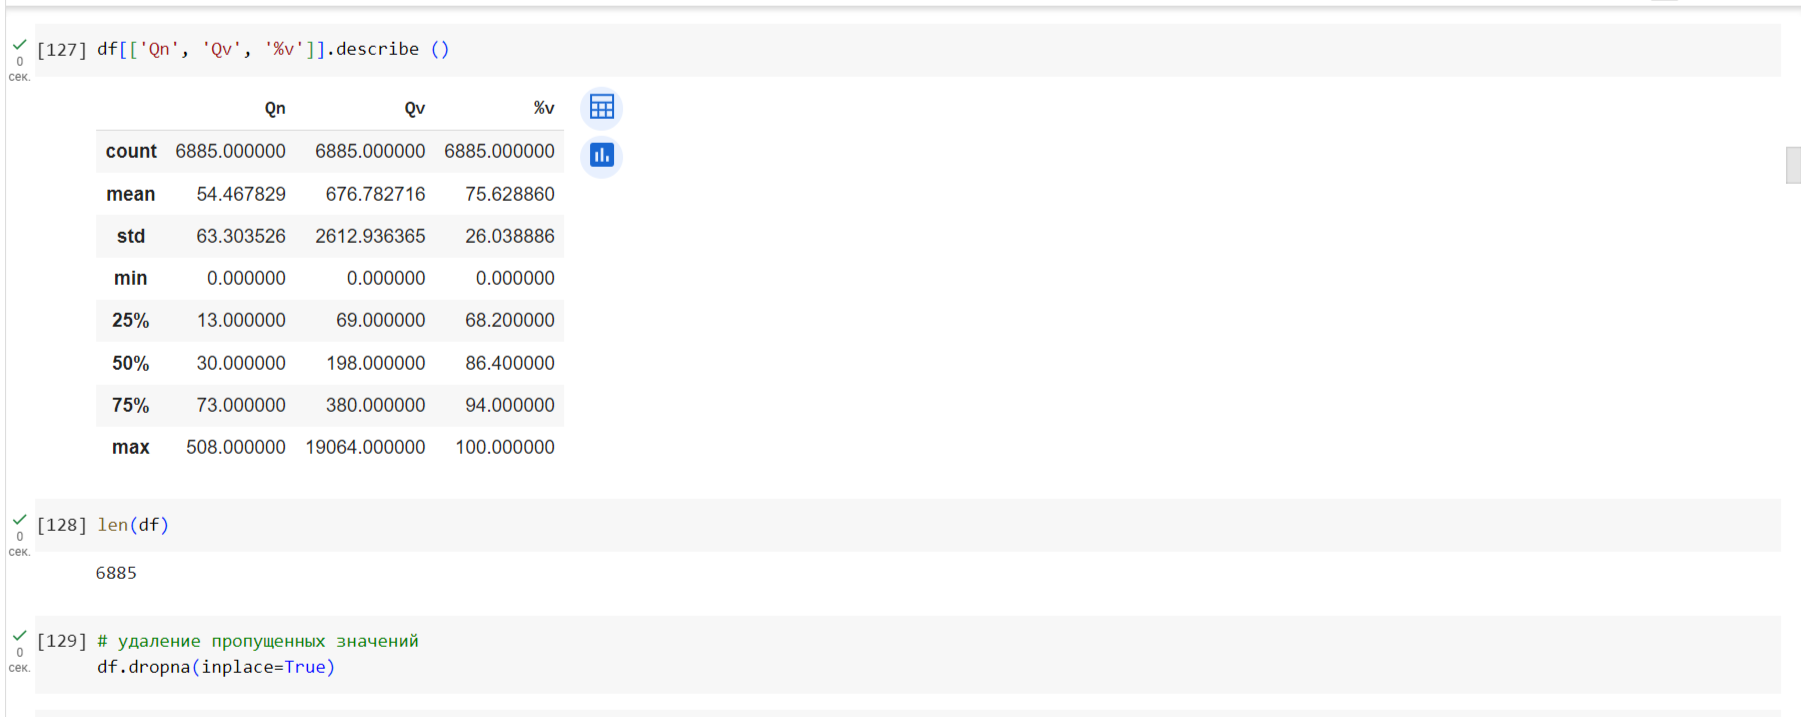 [127] df[['Qn', 'Qv', '%v']].describe ()
0
сек.
Qn Qv %v
count 6885.000000 6885.000000 6885.000000
mean 54.467829 676.782716 75.628860
std 63.303526 2612.936365 26.038886
min 0.000000 0.000000 0.000000
25% 13.000000 69.000000 68.200000
50% 30.000000 198.000000 86.400000
75% 73.000000 380.000000 94.000000
max 508.000000 19064.000000 100.000000
[128] len(df)
0
сек.
6885
[129] # удаление пропущенных значений
0
сек.
df.dropna(inplace=True)